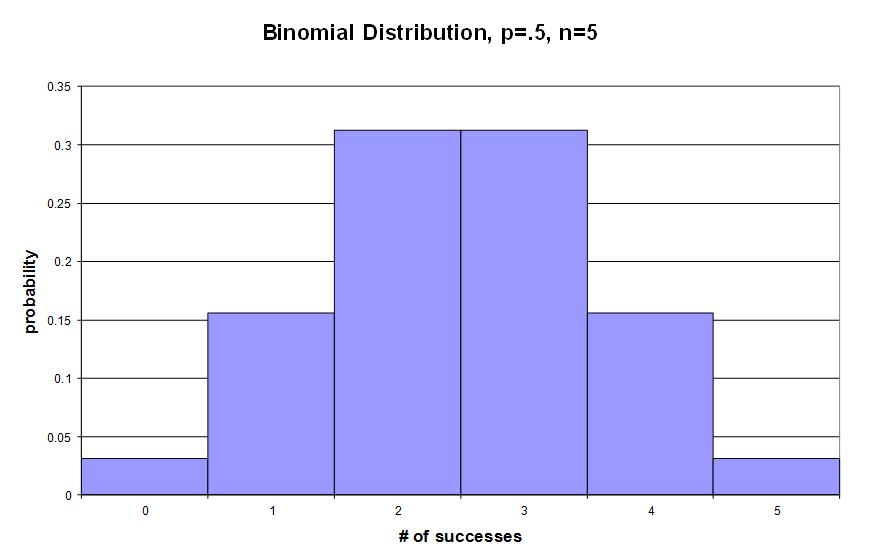 Binomial Distribution, p=.5, n=5
0.35
0.3
0.25
0.2
0.15
0.1
0.05
0
probability
0 1 2 3 4 5
# of successes